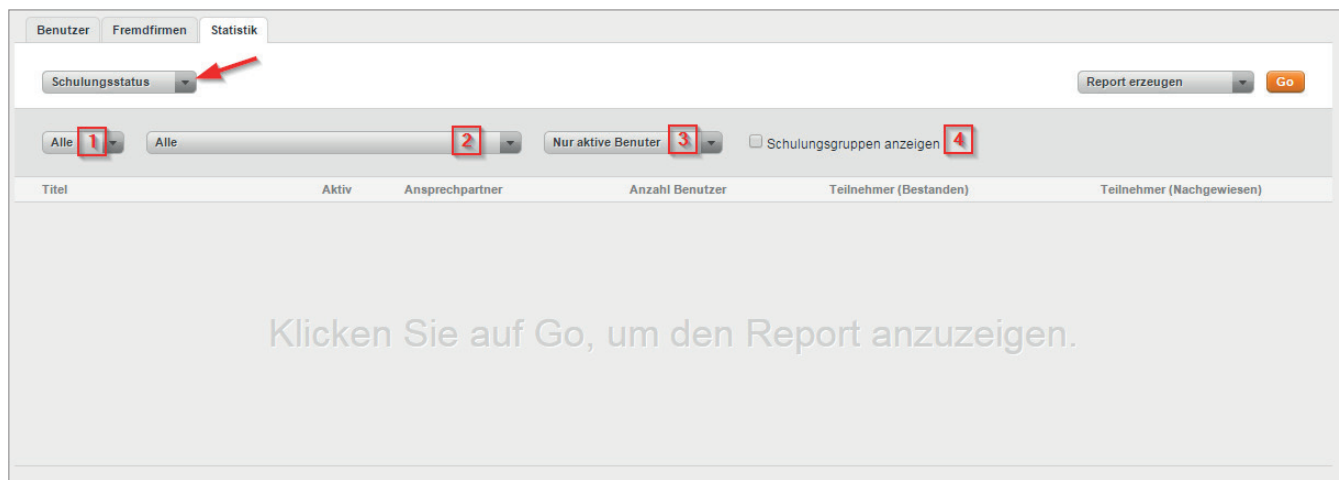 Benutzer Fremdfirmen Statistik
Schulungsstatus Report erzeugen Go
Alle 1 Alle 2 Nur aktive Benuter 3 Schulungsgruppen anzeigen 4
Titel Aktiv Ansprechpartner Anzahl Benutzer Teilnehmer (Bestanden) Teilnehmer (Nachgewiesen)
Klicken Sie auf Go, um den Report anzuzeigen.